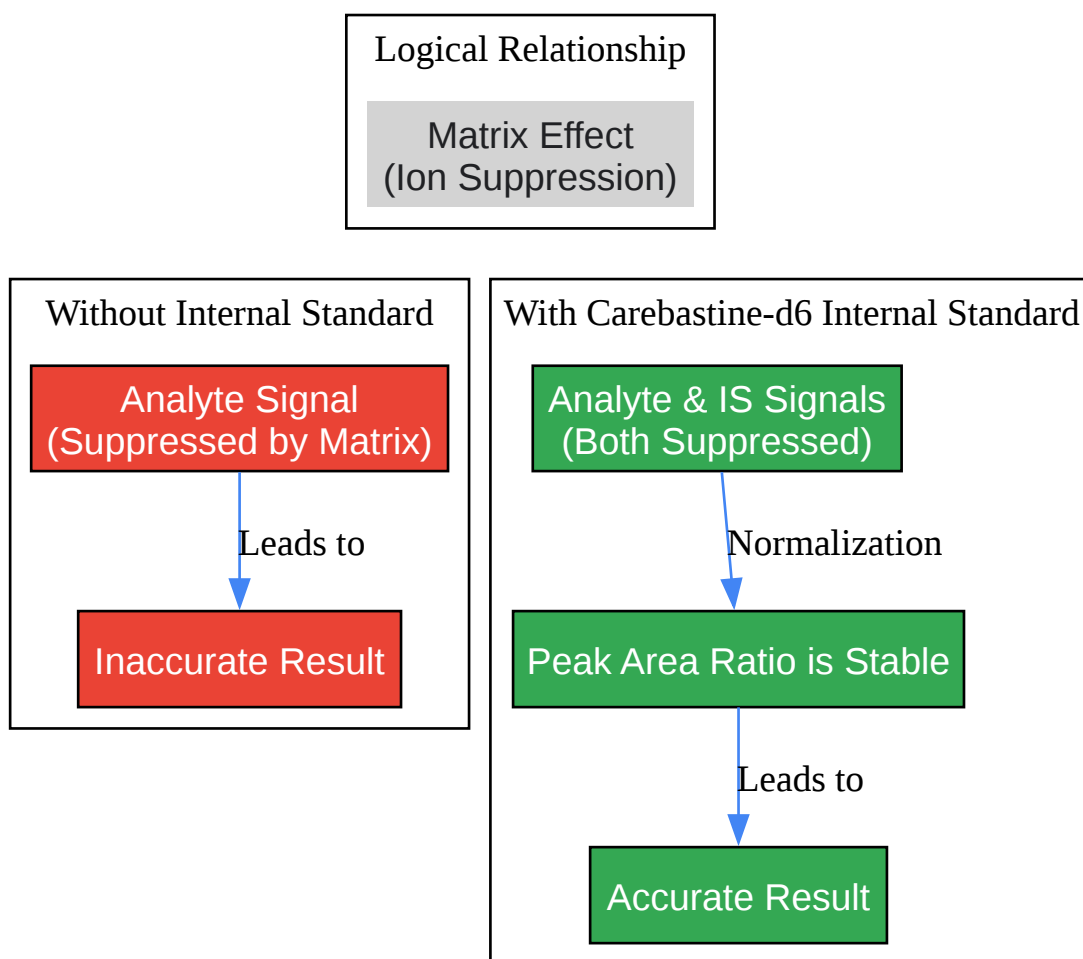 Logical Relationship
Matrix Effect
(Ion Suppression)
Without Internal Standard
Analyte Signal
(Suppressed by Matrix)
Leads to
Inaccurate Result
With Carebastine-d6 Internal Standard
Analyte & IS Signals
(Both Suppressed)
Normalization
Peak Area Ratio is Stable
Leads to
Accurate Result